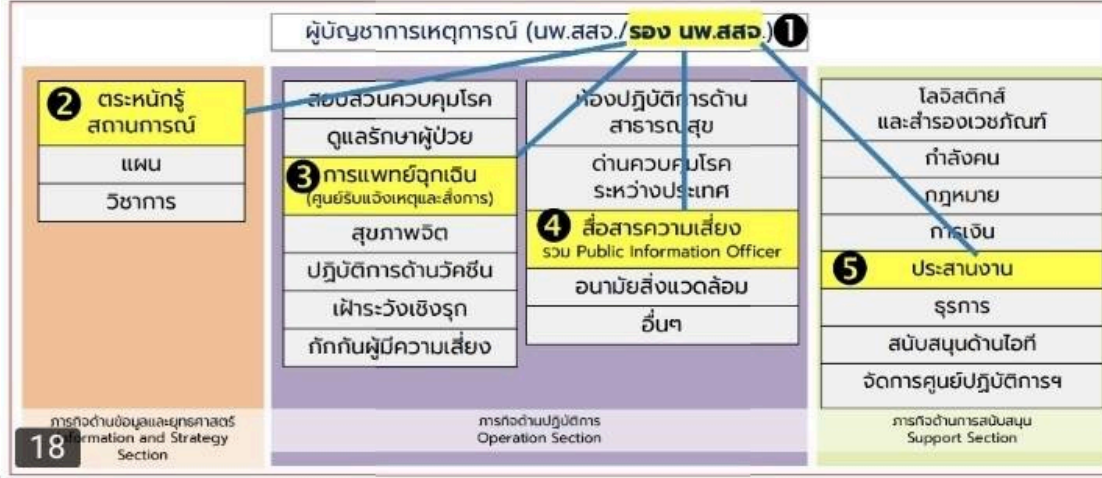 ผู้บัญชาการเหตุการณ์ (นพ.สสจ./รอง นพ.สสจ.) ❶
❷ ตระหนักรู้
สถานการณ์
แผน
วิชาการ
ภารกิจด้านข้อมูลและยุทธศาสตร์
Information and Strategy
Section
18
สอบสวนควบคุมโรค
ดูแลรักษาผู้ป่วย
❸ การแพทย์ฉุกเฉิน
(ศูนย์รับแจ้งเหตุและสั่งการ)
สุขภาพจิต
ปฏิบัติการด้านวัคซีน
เฝ้าระวังเชิงรุก
กักกันผู้มีความเสี่ยง
ห้องปฏิบัติการด้าน
สาธารณสุข
ด่านควบคุมโรค
ระหว่างประเทศ
❹ สื่อสารความเสี่ยง
รวม Public Information Officer
อนามัยสิ่งแวดล้อม
อื่นๆ
ภารกิจด้านปฏิบัติการ
Operation Section
โลจิสติกส์
และสำรองเวชภัณฑ์
กำลังคน
กฎหมาย
การเงิน
❺ ประสานงาน
ธุรการ
สนับสนุนด้านไอที
จัดการศูนย์ปฏิบัติการฯ
ภารกิจด้านการสนับสนุน
Support Section